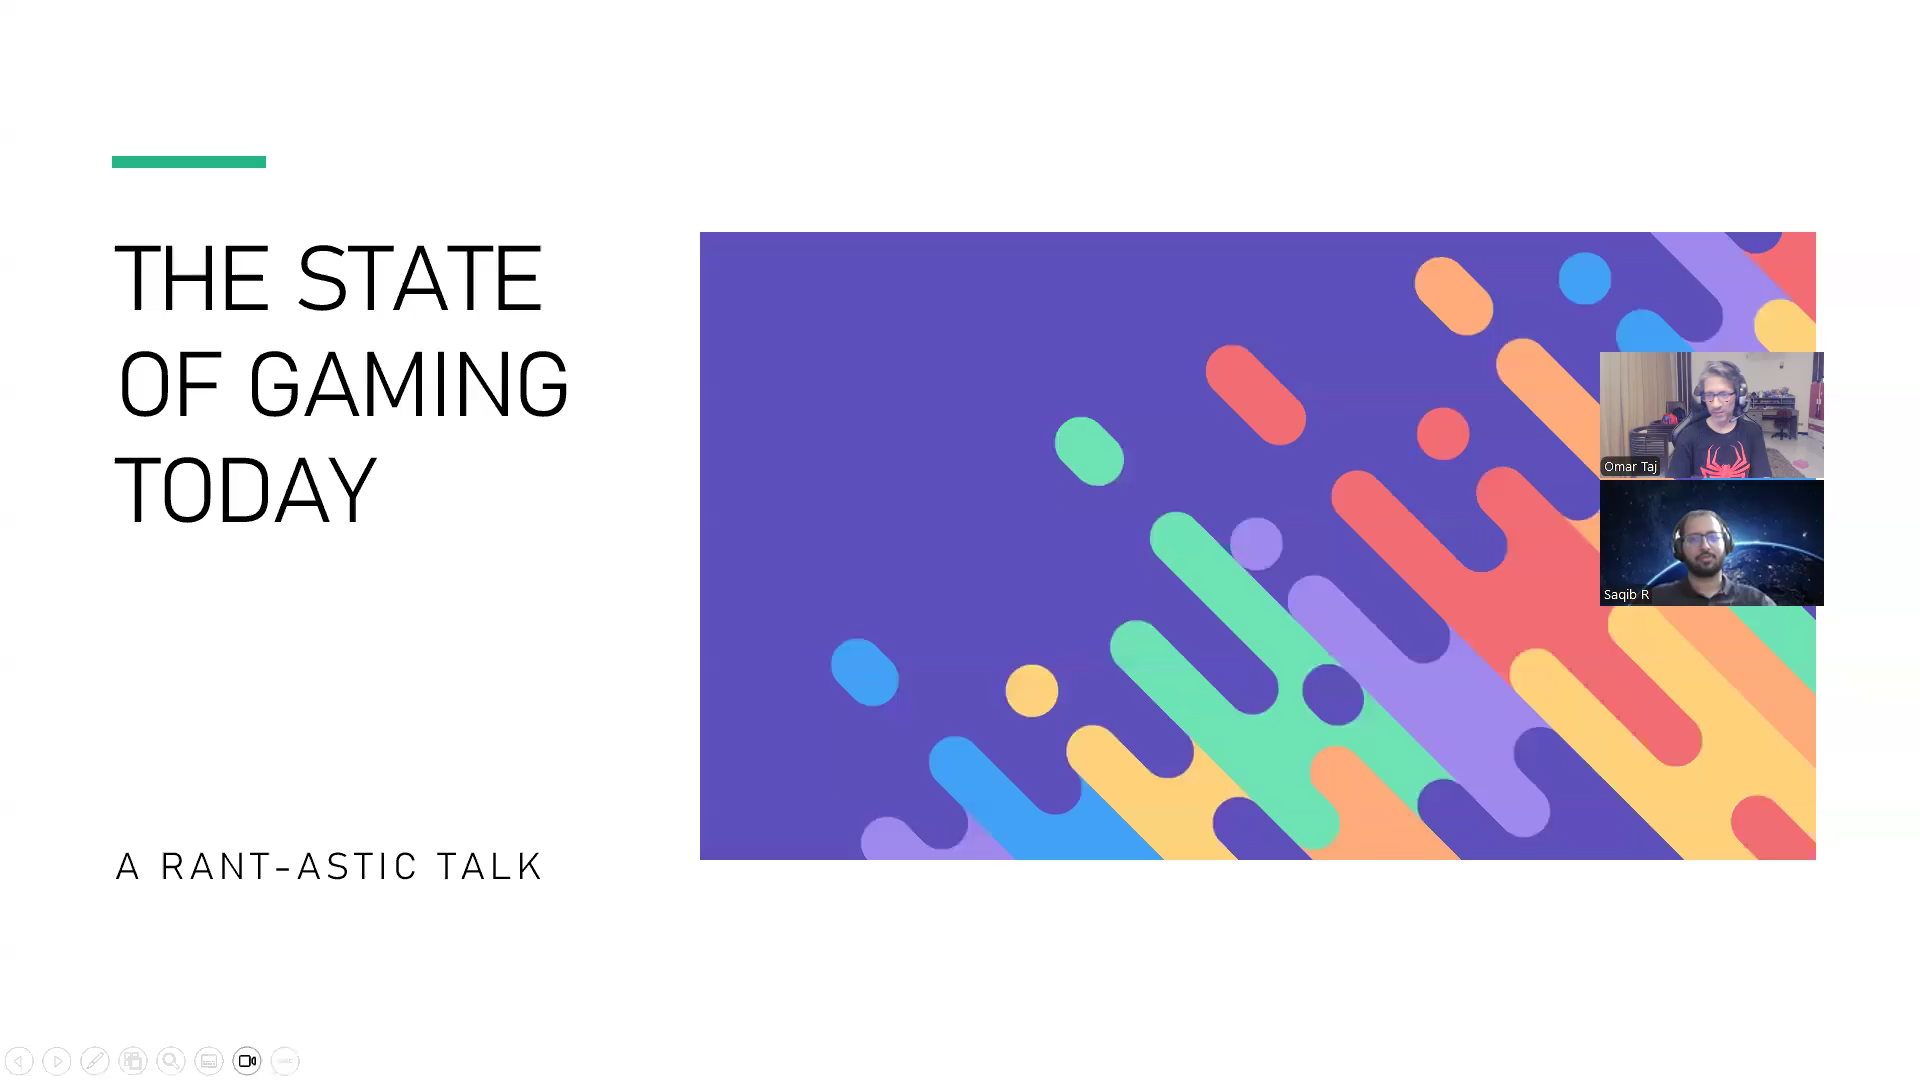 THE STATE
OF GAMING
TODAY
A RANT-ASTIC TALK
Omar Taj
Saqib R